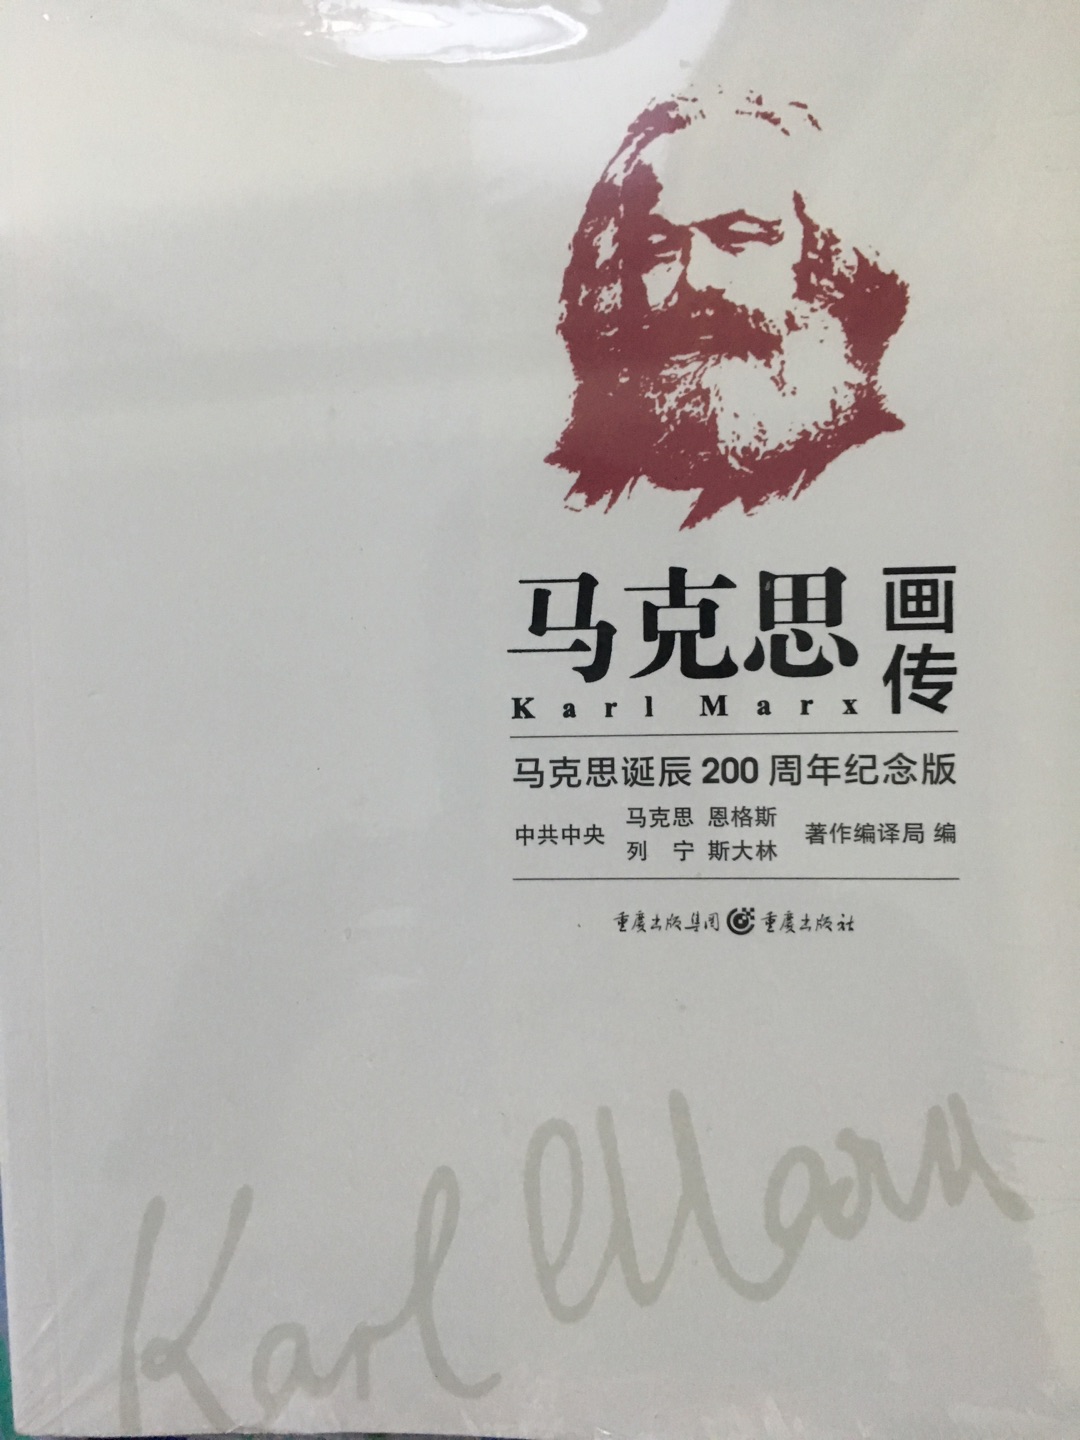 马克思画传
Karl Marx
马克思诞辰200周年纪念版
中共中央 马克思 恩格斯 列宁 斯大林 著作编译局 编
重庆出版集团 重庆出版社
Karl Marx